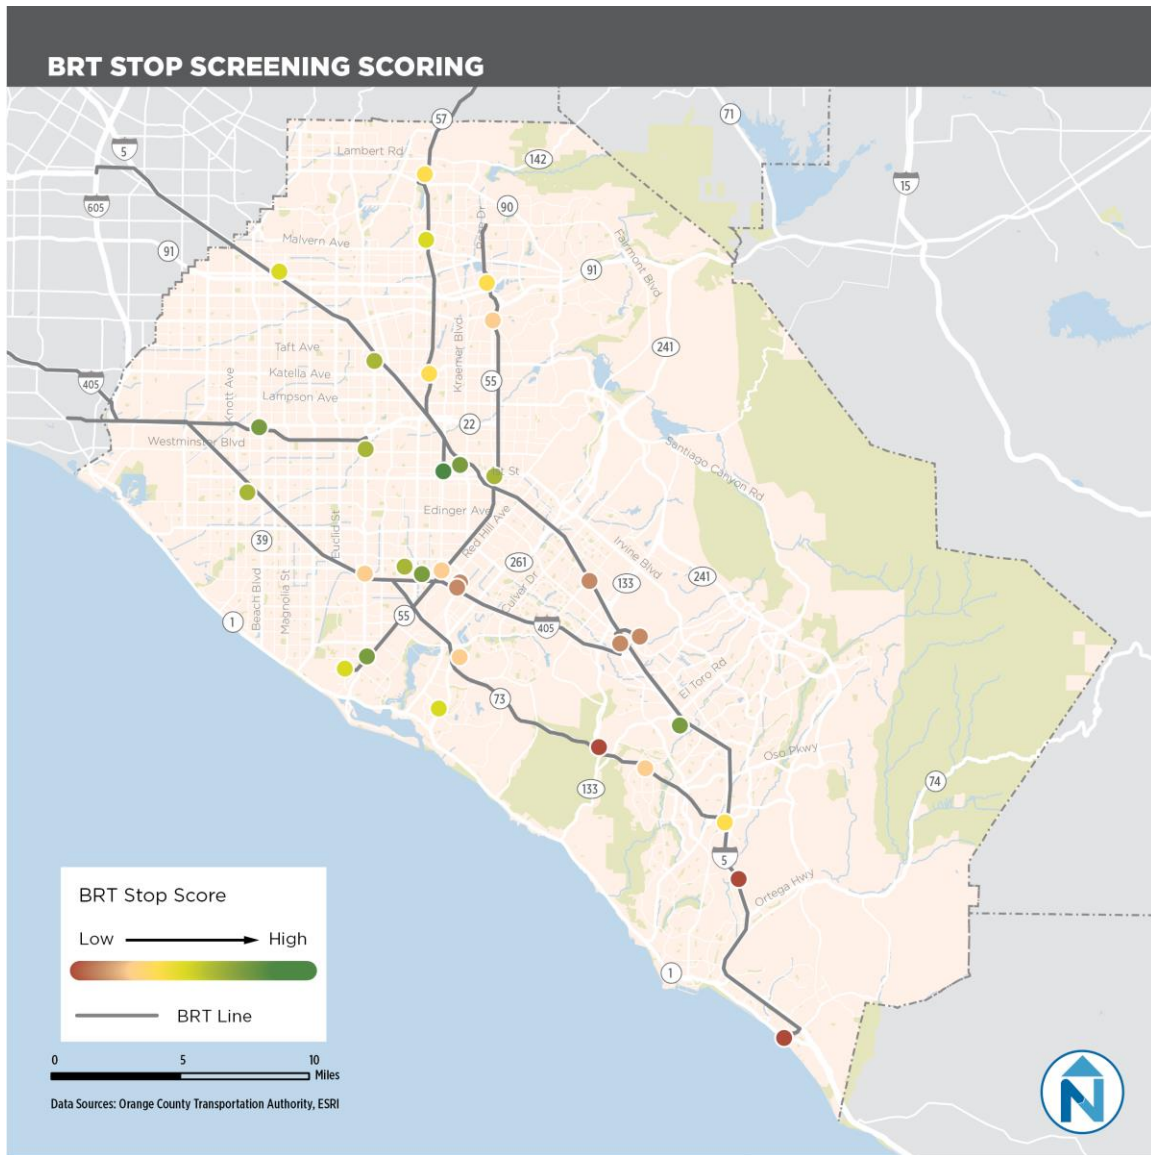 BRT STOP SCREENING SCORING
57
71
5
Lambert Rd
142
15
605
90
Rose Dr
91
Malvern Ave
Fairmont Blvd
91
Kraemer Blvd
Taft Ave
241
405
Knott Ave
Katella Ave
55
Lampson Ave
22
Westminster Blvd
1st St
Santiago Canyon Rd
Edinger Ave
Euclid St
Red Hill Ave
39
Irvine Blvd
261
133
241
Culver Dr
Beach Blvd
Magnolia St
55
1
405
El Toro Rd
73
Oso Pkwy
133
74
5
Ortega Hwy
1
BRT Stop Score
Low High
BRT Line
0 5 10
Miles
Data Sources: Orange County Transportation Authority, ESRI
N